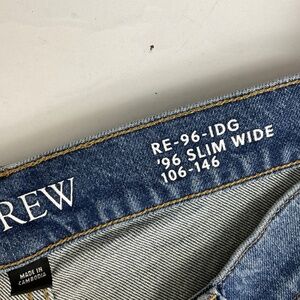 REW
RE-96-IDG
'96 SLIM WIDE
106-146
MADE IN
CAMBODIA